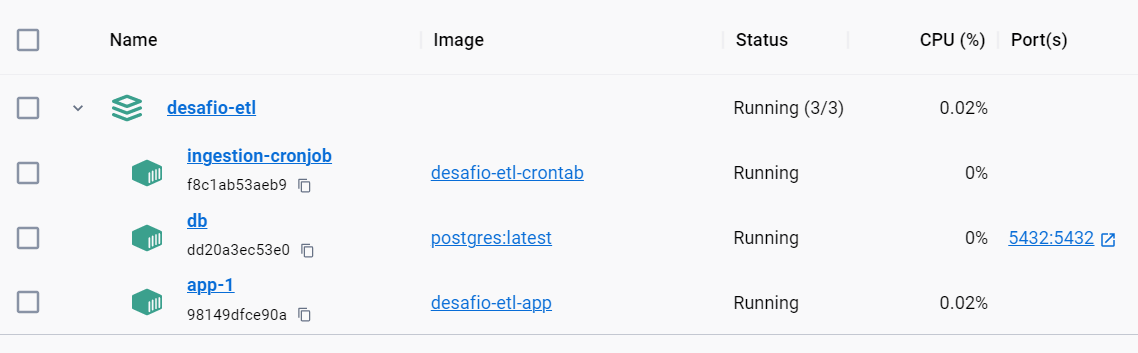 Name Image Status CPU (%) Port(s)
desafio-etl Running (3/3) 0.02%
ingestion-cronjob
f8c1ab53aeb9 desafio-etl-crontab Running 0%
db
dd20a3ec53e0 postgres:latest Running 0% 5432:5432
app-1
98149dfce90a desafio-etl-app Running 0.02%